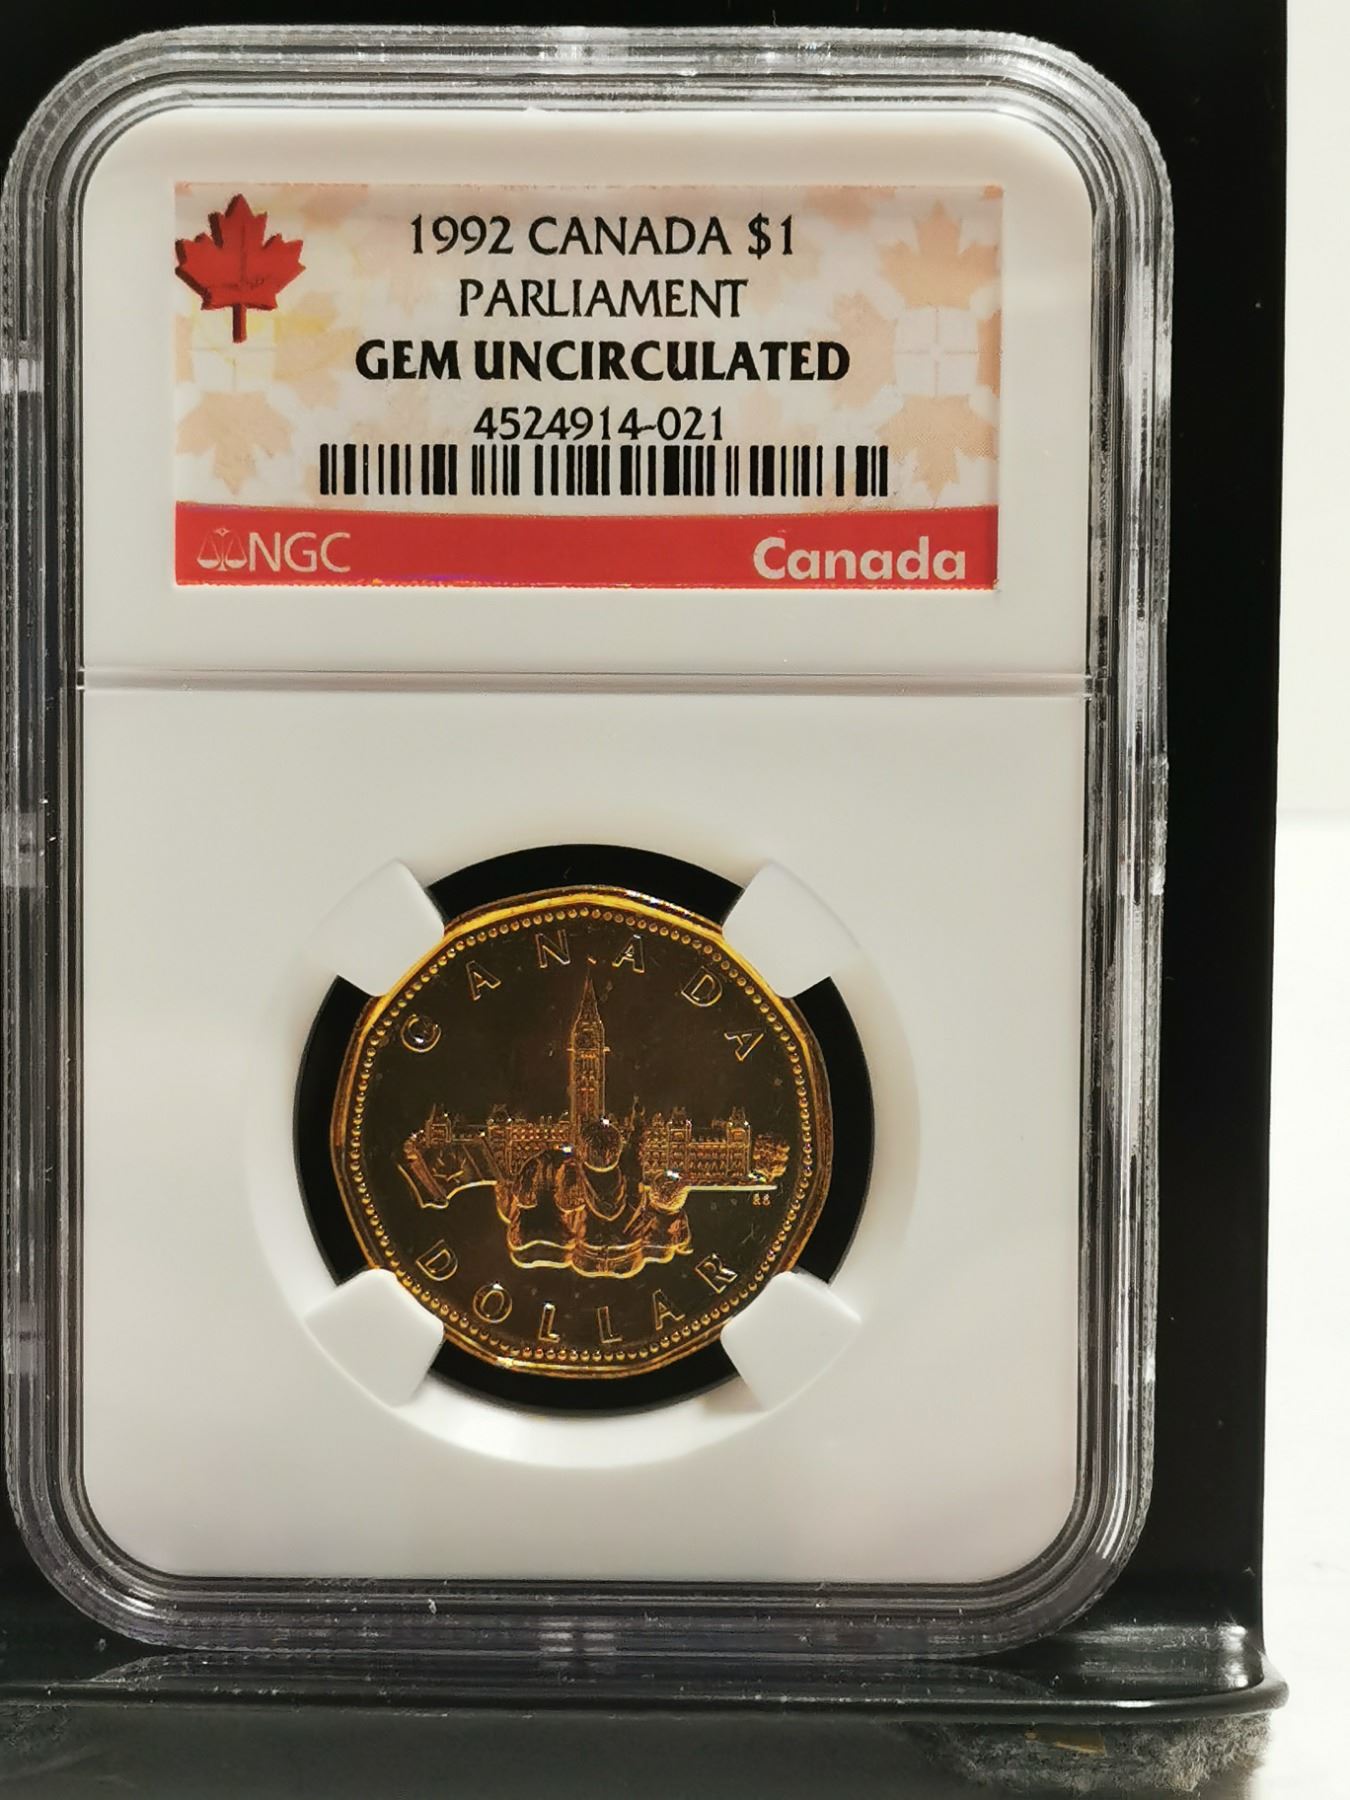 1992 CANADA $1
PARLIAMENT
GEM UNCIRCULATED
4524914-021
NGC
Canada
CANADA
DOLLAR